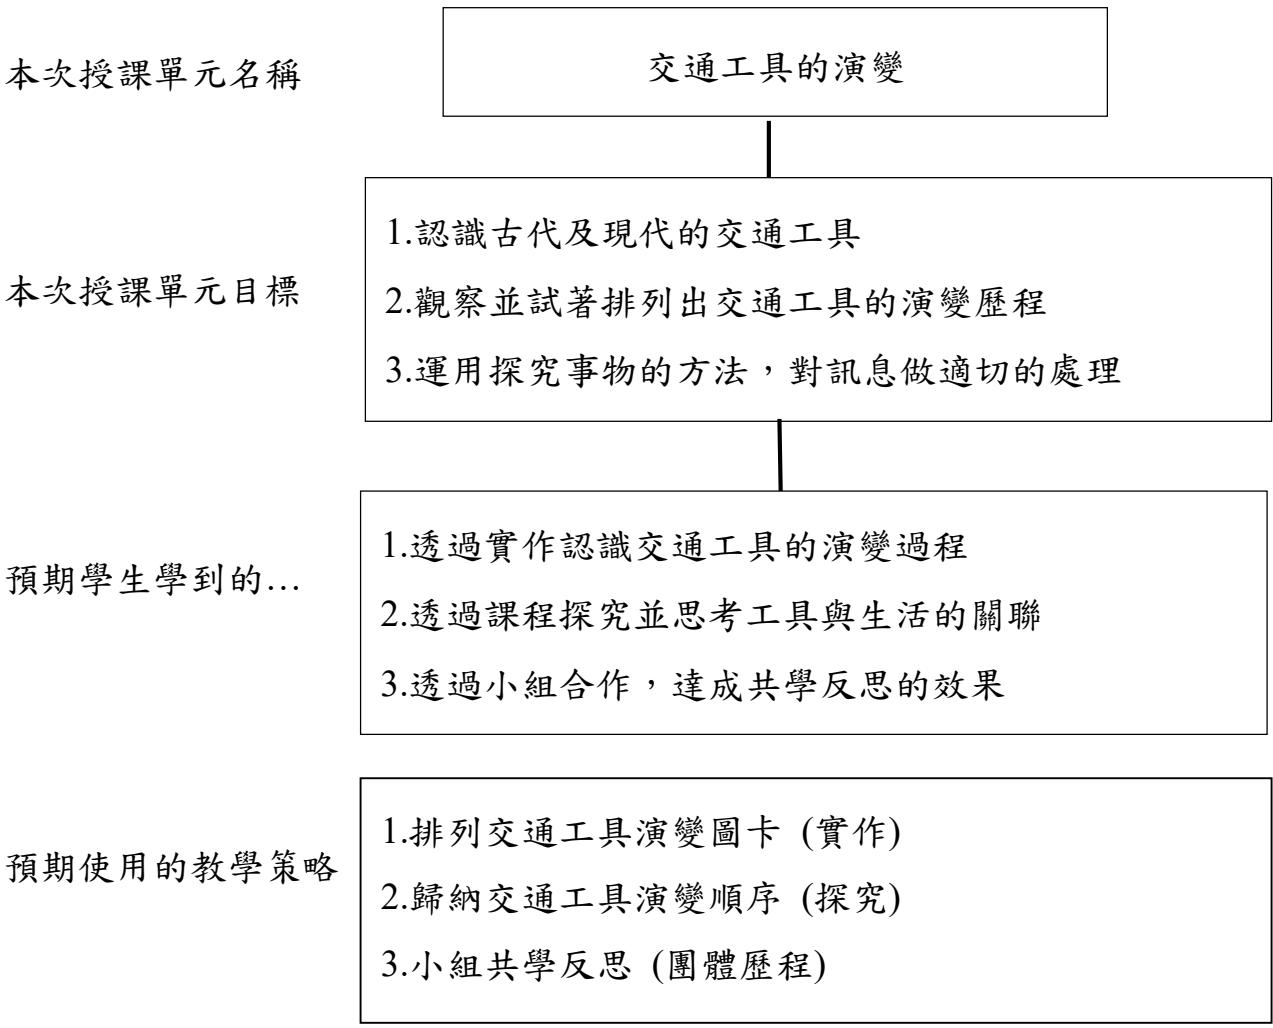 本次授課單元名稱
交通工具的演變
本次授課單元目標
1.認識古代及現代的交通工具
2.觀察並試著排列出交通工具的演變歷程
3.運用探究事物的方法，對訊息做適切的處理
預期學生學到的…
1.透過實作認識交通工具的演變過程
2.透過課程探究並思考工具與生活的關聯
3.透過小組合作，達成共學反思的效果
預期使用的教學策略
1.排列交通工具演變圖卡 (實作)
2.歸納交通工具演變順序 (探究)
3.小組共學反思 (團體歷程)